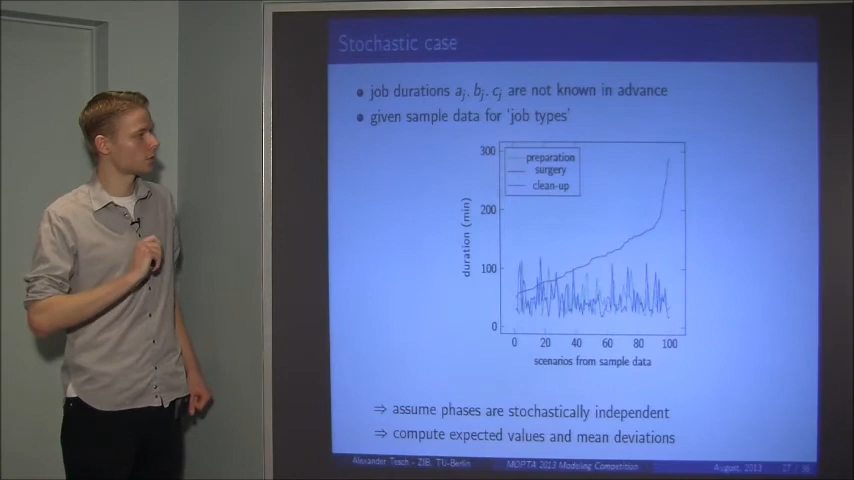 Stochastic case
• job durations aj, bj, cj are not known in advance
• given sample data for 'job types'
300
200
100
0
duration (min)
preparation
surgery
clean-up
0 20 40 60 80 100
scenarios from sample data
⇒ assume phases are stochastically independent
⇒ compute expected values and mean deviations
Alexander Tesch - ZIB, TU-Berlin MOPTA 2013 Modeling Competition August, 2013 27 / 36